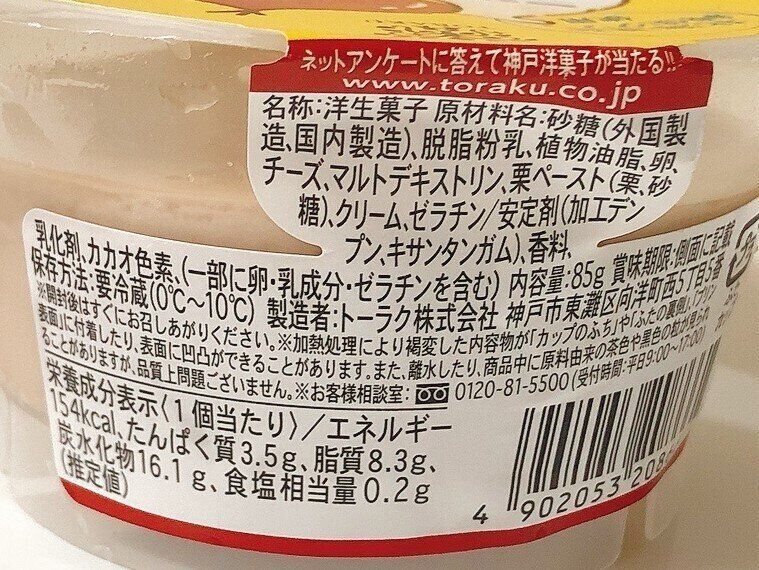 ネットアンケートに答えて神戸洋菓子が当たる!!
www.toraku.co.jp
名称:洋生菓子 原材料名:砂糖(外国製
造、国内製造)、脱脂粉乳、植物油脂、卵、
チーズ、マルトデキストリン、栗ペースト(栗、砂
糖)、クリーム、ゼラチン/安定剤(加工デン
プン、キサンタンガム)、香料、
乳化剤、カカオ色素、(一部に卵・乳成分・ゼラチンを含む) 内容量:85g 賞味期限:側面に記載
保存方法:要冷蔵(0℃~10℃) 製造者:トーラク株式会社 神戸市東灘区向洋町西5丁目5番
※開封後はすぐにお召しあがりください。※加熱処理により褐変した内容物が「カップのふち」や「ふたの裏側」、「プリン
表面」に付着したり、表面に凹凸ができることがあります。また、離水したり、商品中に原料由来の茶色や黒色の粒が見られ
ることがありますが、品質上問題ございません。※お客様相談室: 0120-81-5500(受付時間:平日9:00~17:00)
栄養成分表示〈1個当たり〉/エネルギー
154kcal、たんぱく質3.5g、脂質8.3g、
炭水化物16.1g、食塩相当量0.2g
(推定値)
4 902053 208